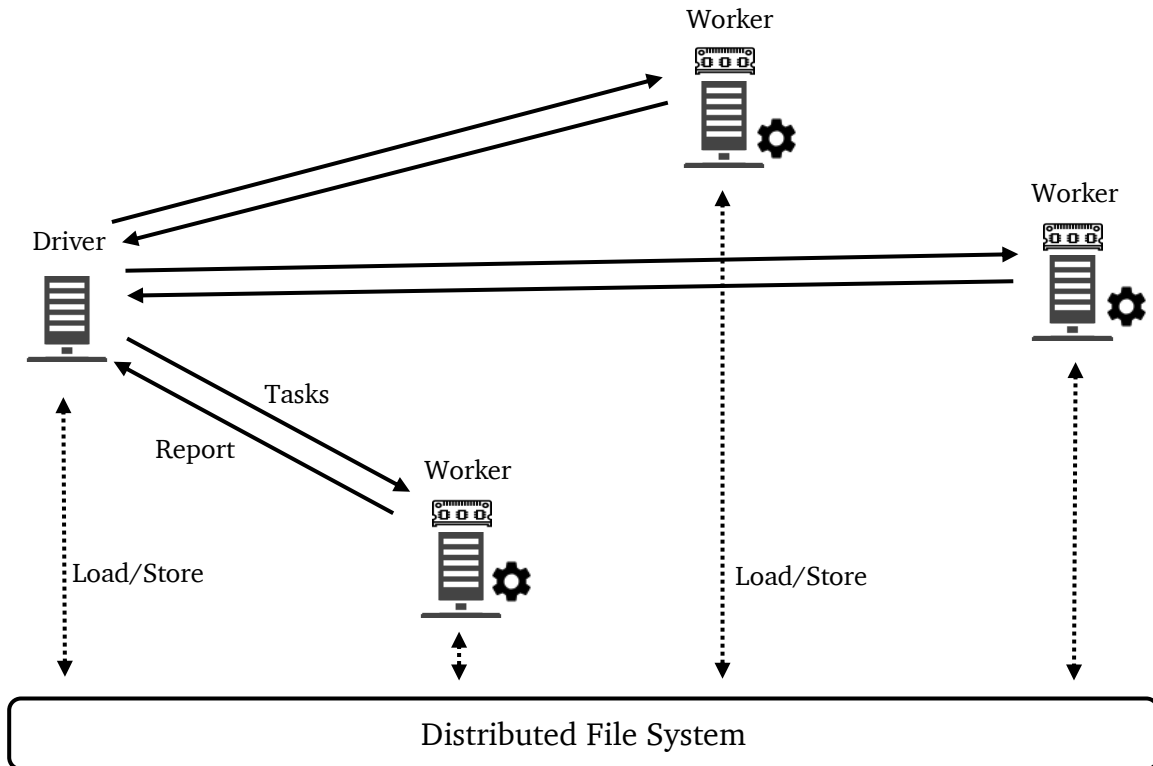 Worker
Worker
Driver
Tasks
Report
Worker
Load/Store
Load/Store
Distributed File System